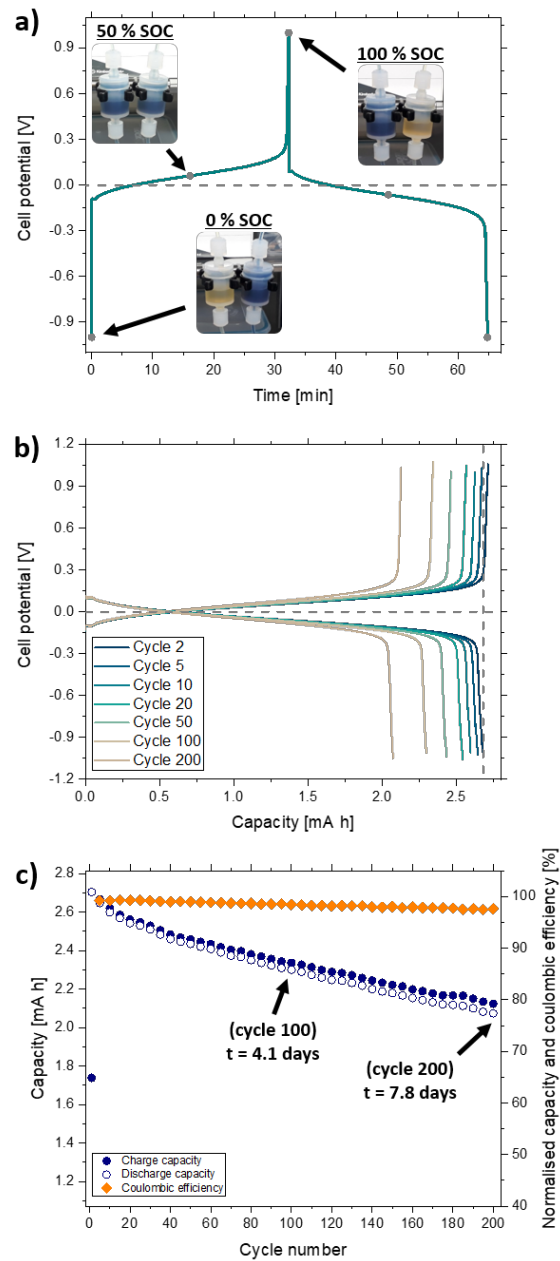 a)
50 % SOC
100 % SOC
0 % SOC
Cell potential [V]
0.9
0.6
0.3
0.0
-0.3
-0.6
-0.9
0 10 20 30 40 50 60
Time [min]
b)
Cell potential [V]
1.2
0.9
0.6
0.3
0.0
-0.3
-0.6
-0.9
-1.2
Cycle 2
Cycle 5
Cycle 10
Cycle 20
Cycle 50
Cycle 100
Cycle 200
0.0 0.5 1.0 1.5 2.0 2.5
Capacity [mA h]
c)
Capacity [mA h]
2.8
2.6
2.4
2.2
2.0
1.8
1.6
1.4
1.2
(cycle 100)
t = 4.1 days
(cycle 200)
t = 7.8 days
Charge capacity
Discharge capacity
Coulombic efficiency
0 20 40 60 80 100 120 140 160 180 200
Cycle number
100
90
80
70
60
50
40
Normalised capacity and coulombic efficiency [%]